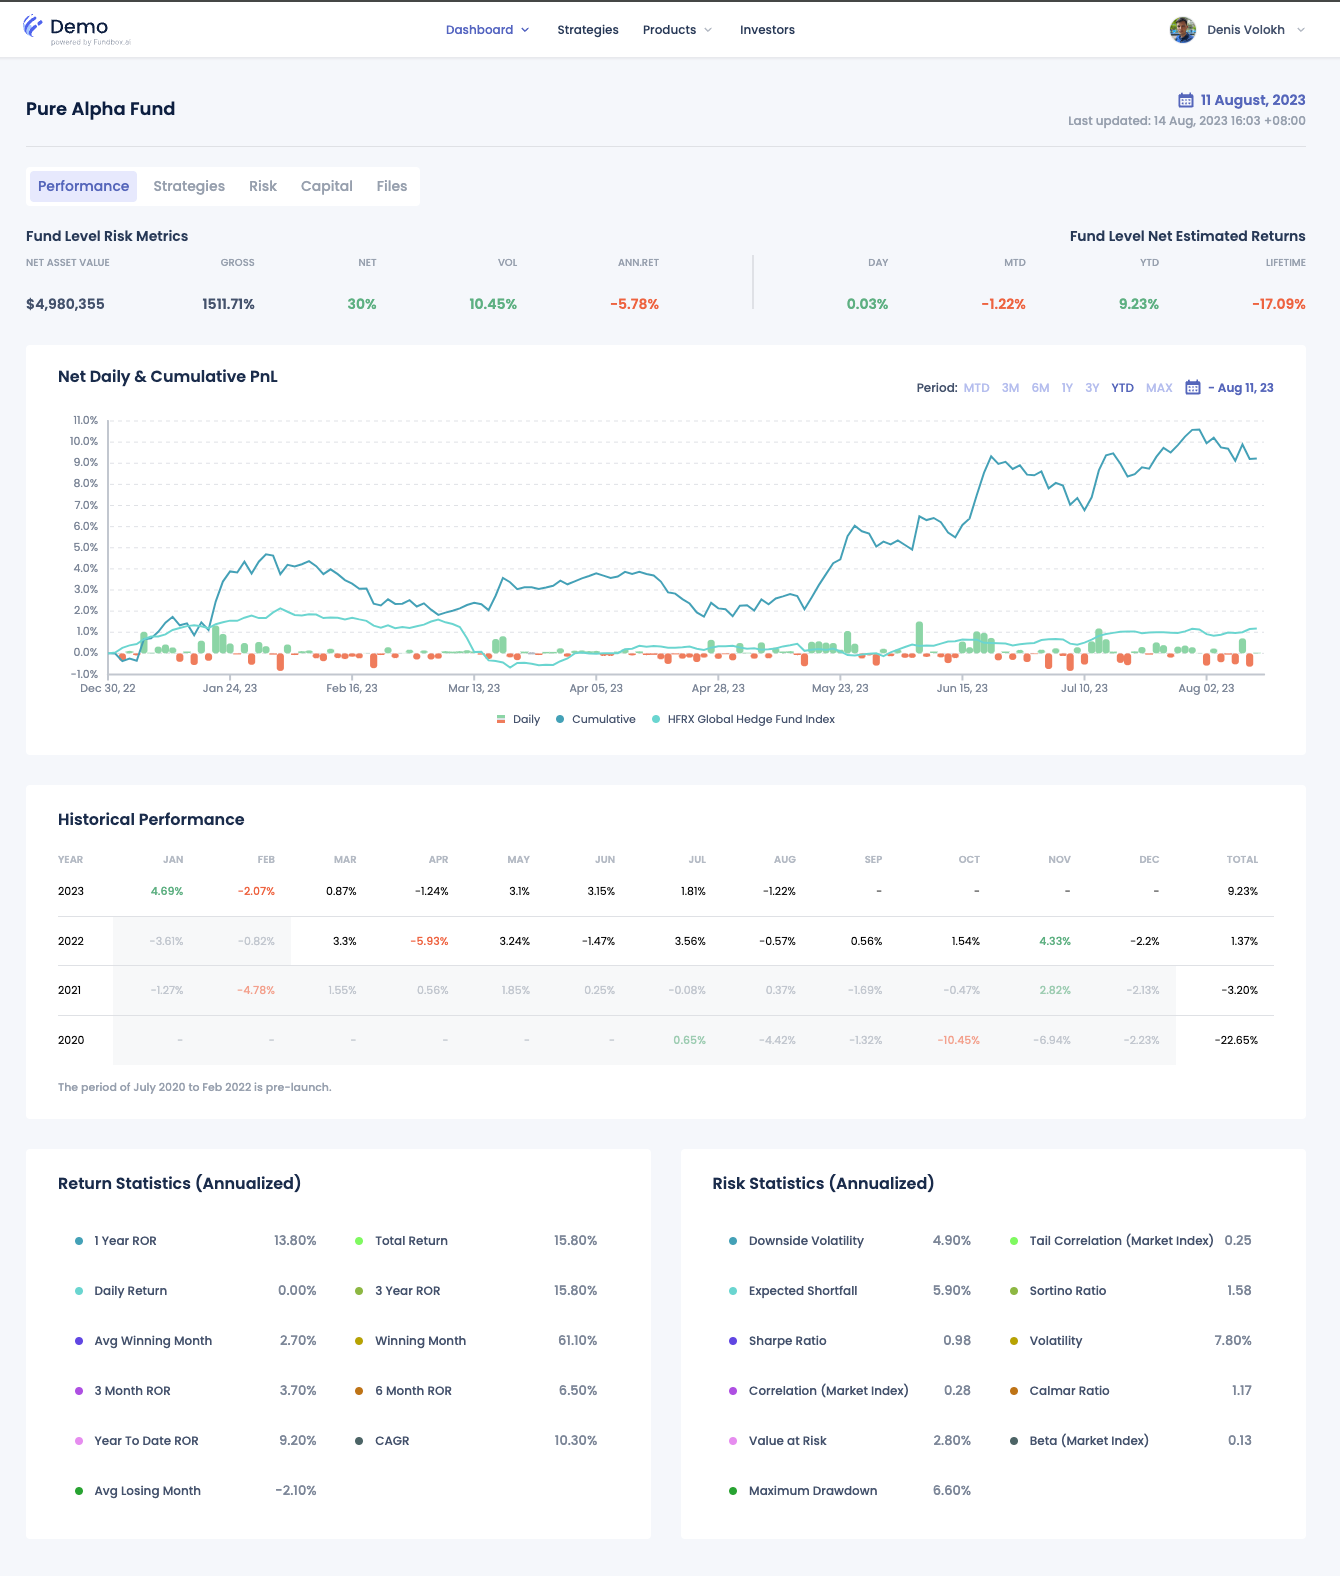 Demo
powered by Fundbox.ai
Dashboard Strategies Products Investors
Denis Volokh
Pure Alpha Fund
11 August, 2023
Last updated: 14 Aug, 2023 16:03 +08:00
Performance Strategies Risk Capital Files
Fund Level Risk Metrics
Fund Level Net Estimated Returns
NET ASSET VALUE GROSS NET VOL ANN.RET DAY MTD YTD LIFETIME
$4,980,355 1511.71% 30% 10.45% -5.78% 0.03% -1.22% 9.23% -17.09%
Net Daily & Cumulative PnL
Period: MTD 3M 6M 1Y 3Y YTD MAX - Aug 11, 23
11.0%
10.0%
9.0%
8.0%
7.0%
6.0%
5.0%
4.0%
3.0%
2.0%
1.0%
0.0%
-1.0%
Dec 30, 22 Jan 24, 23 Feb 16, 23 Mar 13, 23 Apr 05, 23 Apr 28, 23 May 23, 23 Jun 15, 23 Jul 10, 23 Aug 02, 23
Daily Cumulative HFRX Global Hedge Fund Index
Historical Performance
YEAR JAN FEB MAR APR MAY JUN JUL AUG SEP OCT NOV DEC TOTAL
2023 4.69% -2.07% 0.87% -1.24% 3.1% 3.15% 1.81% -1.22% - - - - 9.23%
2022 -3.61% -0.82% 3.3% -5.93% 3.24% -1.47% 3.56% -0.57% 0.56% 1.54% 4.33% -2.2% 1.37%
2021 -1.27% -4.78% 1.55% 0.56% 1.85% 0.25% -0.08% 0.37% -1.69% -0.47% 2.82% -2.13% -3.20%
2020 - - - - - - 0.65% -4.42% -1.32% -10.45% -6.94% -2.23% -22.65%
The period of July 2020 to Feb 2022 is pre-launch.
Return Statistics (Annualized)
1 Year ROR 13.80% Total Return 15.80%
Daily Return 0.00% 3 Year ROR 15.80%
Avg Winning Month 2.70% Winning Month 61.10%
3 Month ROR 3.70% 6 Month ROR 6.50%
Year To Date ROR 9.20% CAGR 10.30%
Avg Losing Month -2.10%
Risk Statistics (Annualized)
Downside Volatility 4.90% Tail Correlation (Market Index) 0.25
Expected Shortfall 5.90% Sortino Ratio 1.58
Sharpe Ratio 0.98 Volatility 7.80%
Correlation (Market Index) 0.28 Calmar Ratio 1.17
Value at Risk 2.80% Beta (Market Index) 0.13
Maximum Drawdown 6.60%